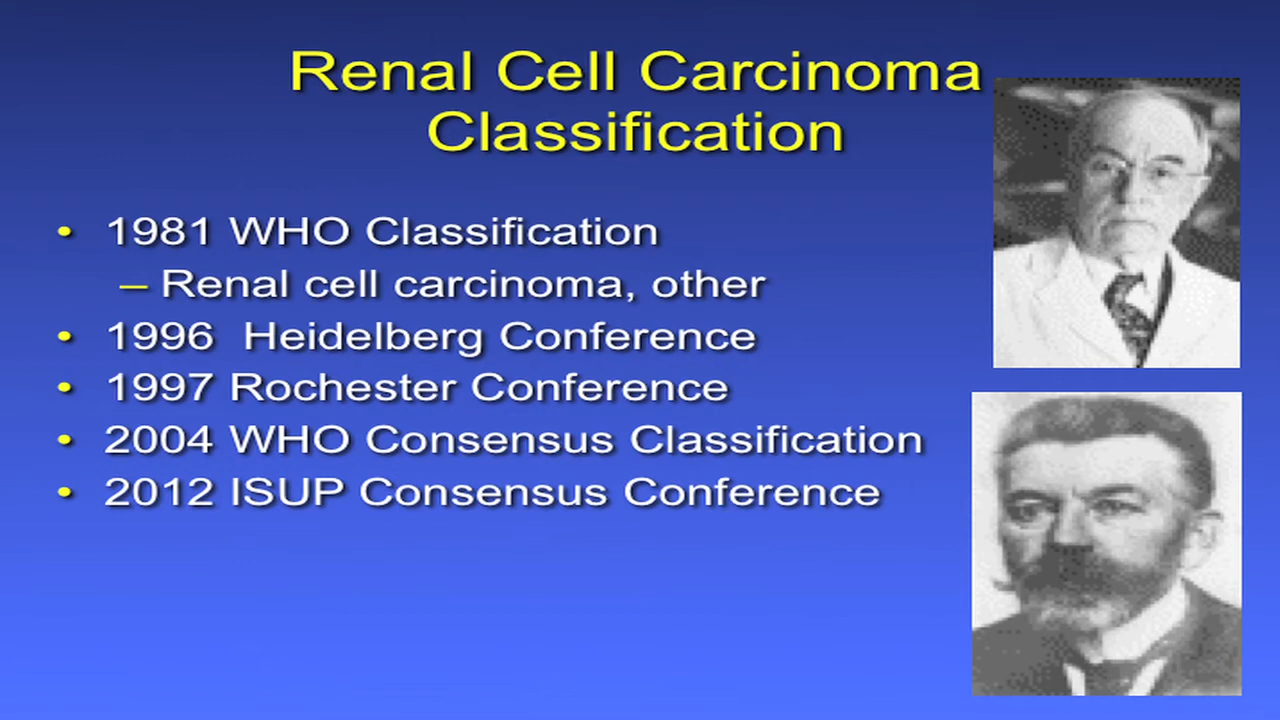 Renal Cell Carcinoma
Classification
• 1981 WHO Classification
– Renal cell carcinoma, other
• 1996  Heidelberg Conference
• 1997 Rochester Conference
• 2004 WHO Consensus Classification
• 2012 ISUP Consensus Conference